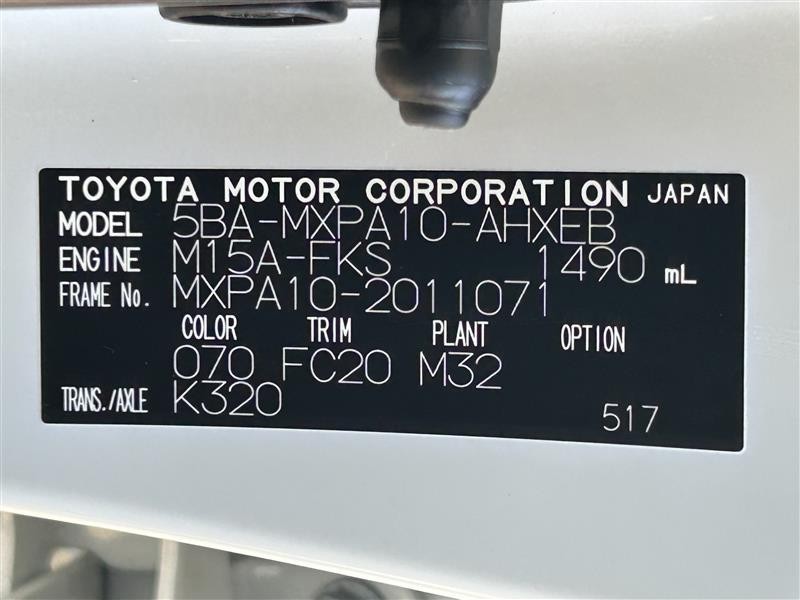 TOYOTA MOTOR CORPORATION JAPAN
MODEL 5BA-MXPA10-AHXEB
ENGINE M15A-FKS 1490 mL
FRAME No. MXPA10-2011071
COLOR TRIM PLANT OPTION
070 FC20 M32
TRANS./AXLE K320
517